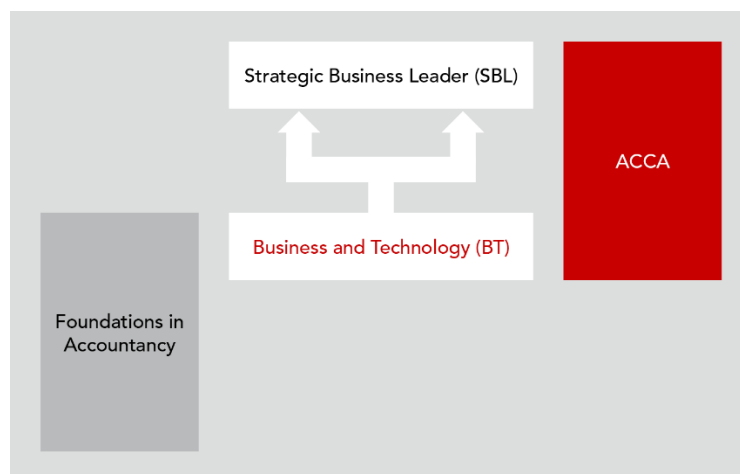 Strategic Business Leader (SBL)
ACCA
Business and Technology (BT)
Foundations in
Accountancy